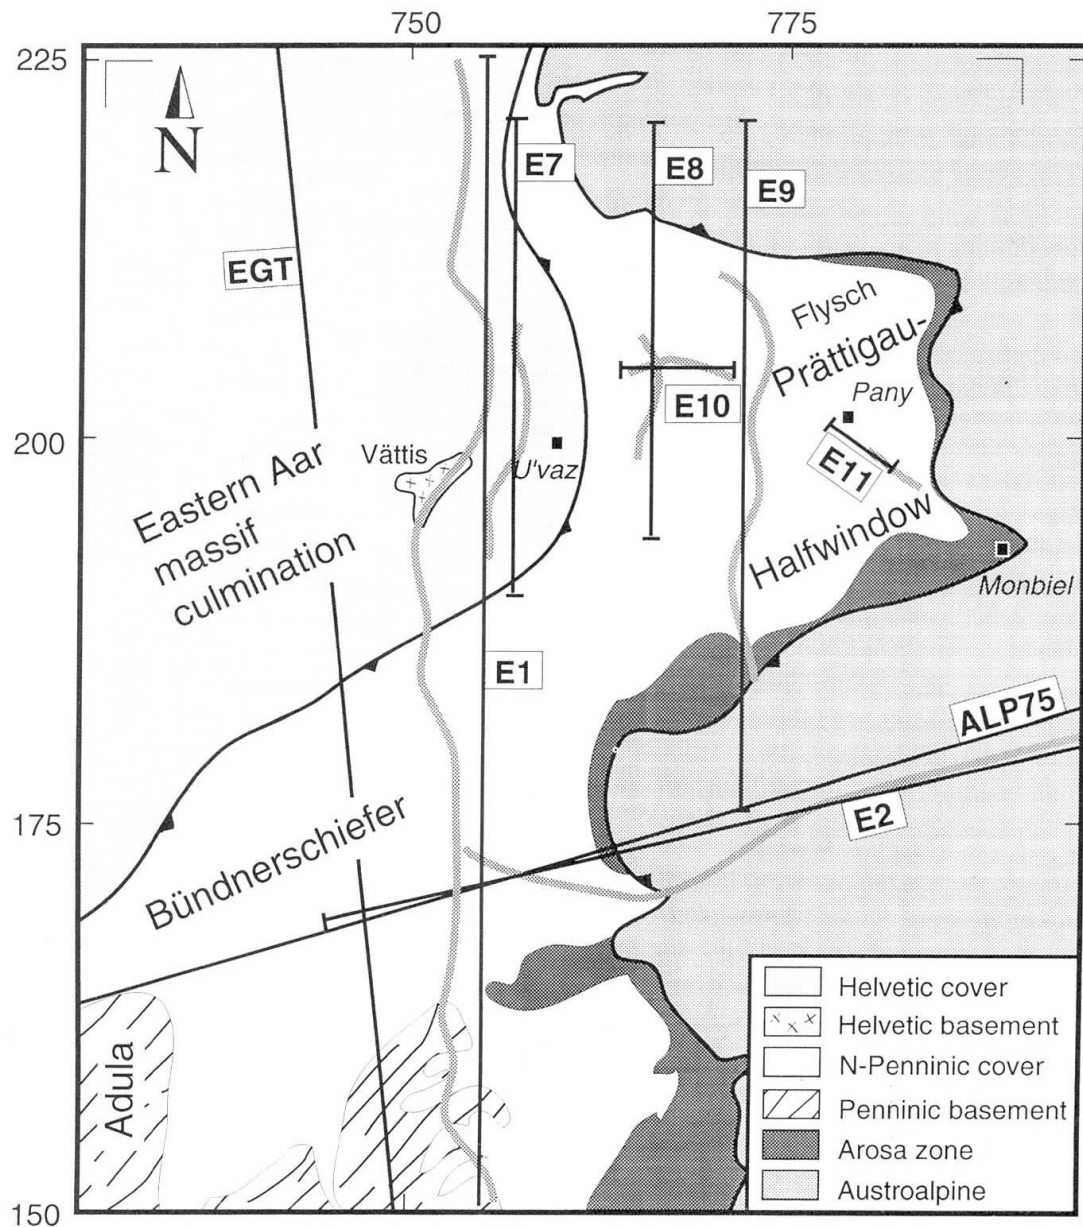 750
775
225
N
E7
E8
E9
EGT
Flysch
Prättigau-
Pany
E10
200
Vättis
U'vaz
E11
Eastern Aar
massif
culmination
Halfwindow
Monbiel
E1
ALP75
E2
175
Bündnerschiefer
Adula
Helvetic cover
Helvetic basement
N-Penninic cover
Penninic basement
Arosa zone
Austroalpine
150